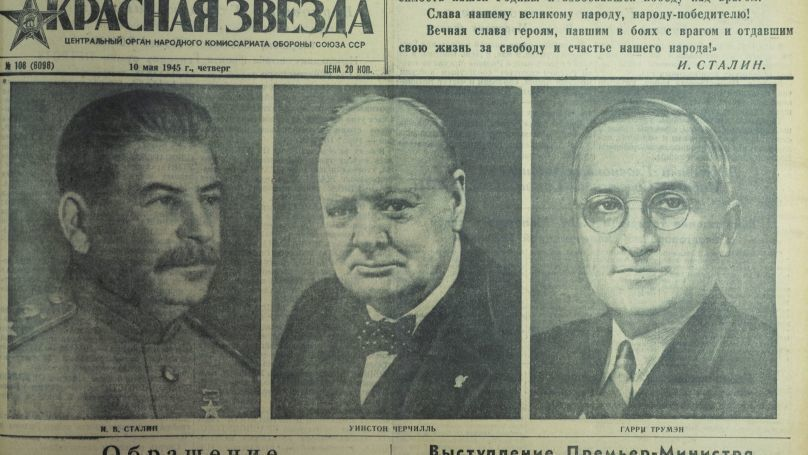 КРАСНАЯ ЗВЕЗДА
ЦЕНТРАЛЬНЫЙ ОРГАН НАРОДНОГО КОМИССАРИАТА ОБОРОНЫ СОЮЗА ССР
№ 108 (6098)
10 мая 1945 г., четверг
ЦЕНА 20 КОП.
Слава нашему великому народу, народу-победителю!
Вечная слава героям, павшим в боях с врагом и отдавшим
свою жизнь за свободу и счастье нашего народа!»
И. СТАЛИН.
И. В. СТАЛИН
УИНСТОН ЧЕРЧИЛЛЬ
ГАРРИ ТРУМЭН
Обращение
Выступление Премьер-Министра